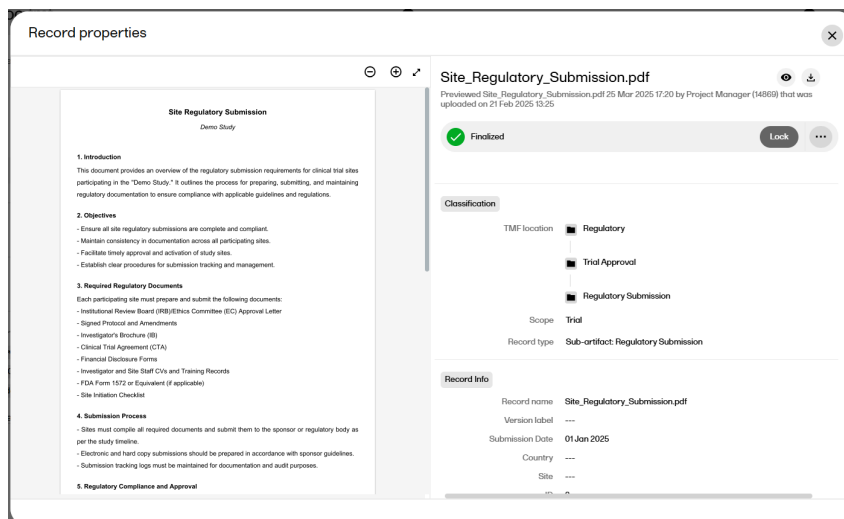 Record properties
Site Regulatory Submission
Demo Study
1. Introduction
This document provides an overview of the regulatory submission requirements for clinical trial sites
participating in the "Demo Study." It outlines the process for preparing, submitting, and maintaining
regulatory documentation to ensure compliance with applicable guidelines and regulations.
2. Objectives
- Ensure all site regulatory submissions are complete and compliant.
- Maintain consistency in documentation across all participating sites.
- Facilitate timely approval and activation of study sites.
- Establish clear procedures for submission tracking and management.
3. Required Regulatory Documents
Each participating site must prepare and submit the following documents:
- Institutional Review Board (IRB)/Ethics Committee (EC) Approval Letter
- Signed Protocol and Amendments
- Investigator's Brochure (IB)
- Clinical Trial Agreement (CTA)
- Financial Disclosure Forms
- Investigator and Site Staff CVs and Training Records
- FDA Form 1572 or Equivalent (if applicable)
- Site Initiation Checklist
4. Submission Process
- Sites must compile all required documents and submit them to the sponsor or regulatory body as
per the study timeline.
- Electronic and hard copy submissions should be prepared in accordance with sponsor guidelines.
- Submission tracking logs must be maintained for documentation and audit purposes.
5. Regulatory Compliance and Approval
Site_Regulatory_Submission.pdf
Previewed Site_Regulatory_Submission.pdf 25 Mar 2025 17:20 by Project Manager (14869) that was
uploaded on 21 Feb 2025 13:25
Finalized
Lock
Classification
TMF location Regulatory
Trial Approval
Regulatory Submission
Scope Trial
Record type Sub-artifact: Regulatory Submission
Record Info
Record name Site_Regulatory_Submission.pdf
Version label ---
Submission Date 01 Jan 2025
Country ---
Site ---